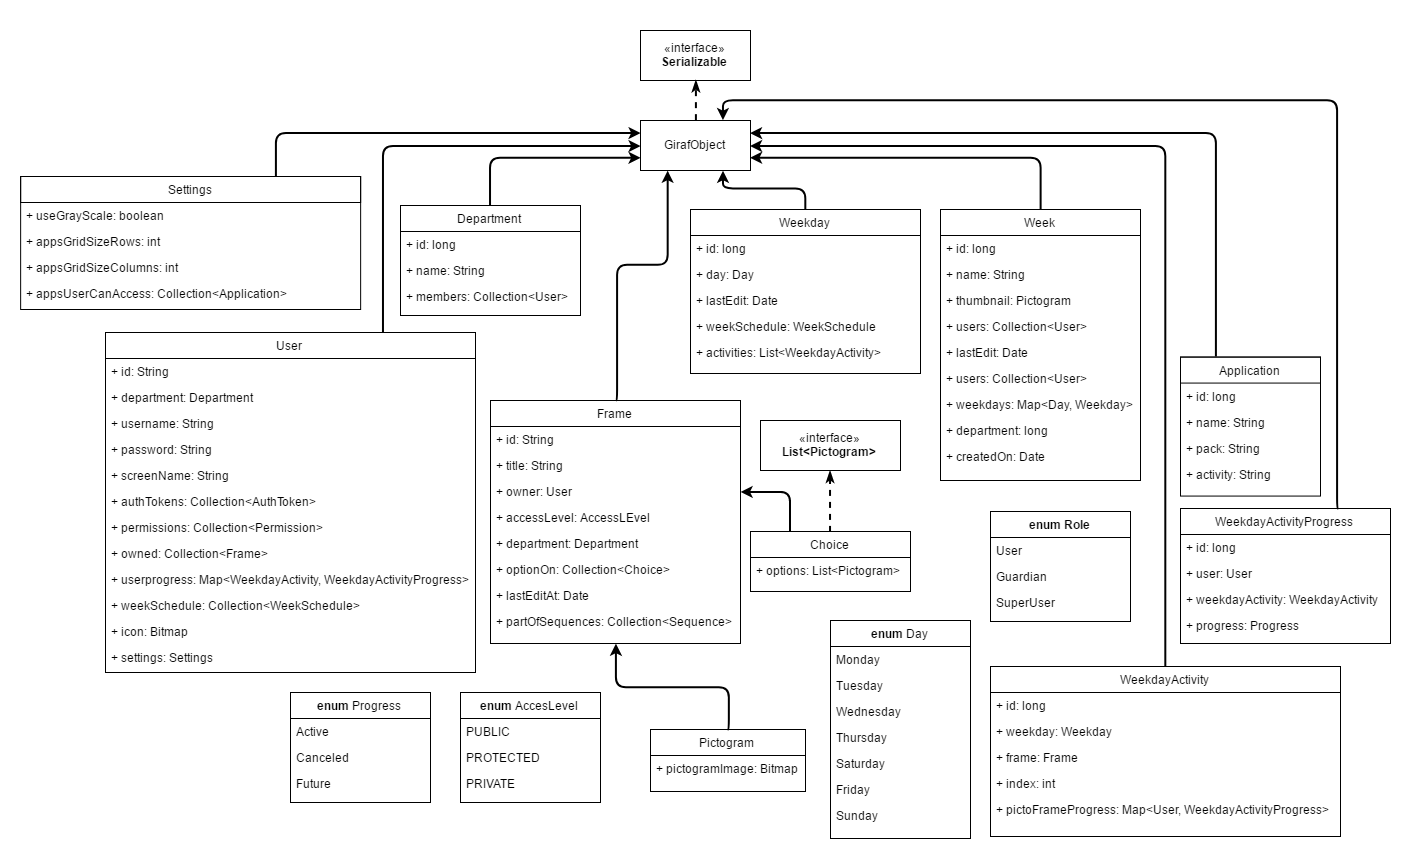 «interface»
Serializable
GirafObject
Settings
+ useGrayScale: boolean
+ appsGridSizeRows: int
+ appsGridSizeColumns: int
+ appsUserCanAccess: Collection<Application>
Department
+ id: long
+ name: String
+ members: Collection<User>
Weekday
+ id: long
+ day: Day
+ lastEdit: Date
+ weekSchedule: WeekSchedule
+ activities: List<WeekdayActivity>
Week
+ id: long
+ name: String
+ thumbnail: Pictogram
+ users: Collection<User>
+ lastEdit: Date
+ users: Collection<User>
+ weekdays: Map<Day, Weekday>
+ department: long
+ createdOn: Date
User
+ id: String
+ department: Department
+ username: String
+ password: String
+ screenName: String
+ authTokens: Collection<AuthToken>
+ permissions: Collection<Permission>
+ owned: Collection<Frame>
+ userprogress: Map<WeekdayActivity, WeekdayActivityProgress>
+ weekSchedule: Collection<WeekSchedule>
+ icon: Bitmap
+ settings: Settings
Frame
+ id: String
+ title: String
+ owner: User
+ accessLevel: AccessLEvel
+ department: Department
+ optionOn: Collection<Choice>
+ lastEditAt: Date
+ partOfSequences: Collection<Sequence>
«interface»
List<Pictogram>
Choice
+ options: List<Pictogram>
Application
+ id: long
+ name: String
+ pack: String
+ activity: String
enum Role
User
Guardian
SuperUser
WeekdayActivityProgress
+ id: long
+ user: User
+ weekdayActivity: WeekdayActivity
+ progress: Progress
enum Progress
Active
Canceled
Future
enum AccesLevel
PUBLIC
PROTECTED
PRIVATE
Pictogram
+ pictogramImage: Bitmap
enum Day
Monday
Tuesday
Wednesday
Thursday
Saturday
Friday
Sunday
WeekdayActivity
+ id: long
+ weekday: Weekday
+ frame: Frame
+ index: int
+ pictoFrameProgress: Map<User, WeekdayActivityProgress>